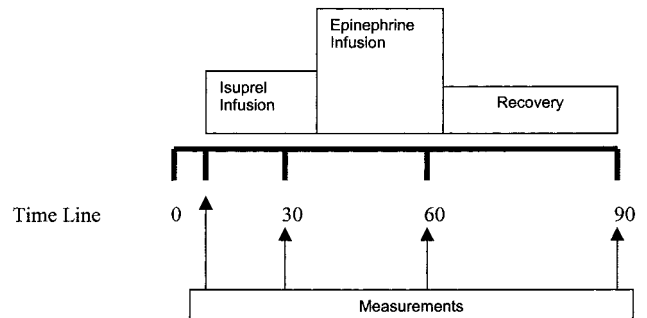 Epinephrine
Infusion
Isuprel
Infusion
Recovery
Time Line 0 30 60 90
Measurements